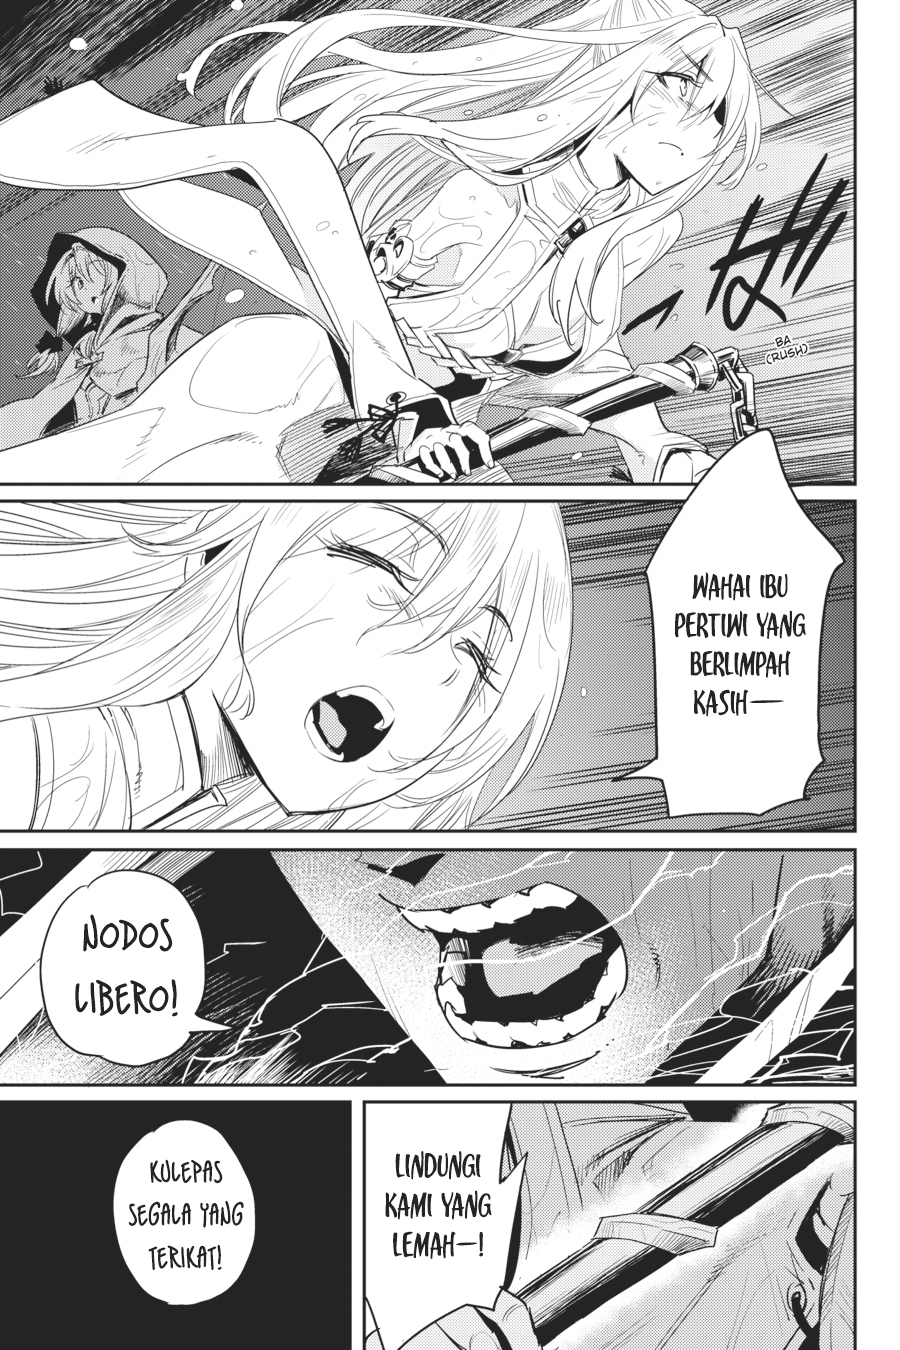 バッ
BA
(RUSH)
WAHAI IBU
PERTIWI YANG
BERLIMPAH
KASIH—
NODOS
LIBERO!
LINDUNGI
KAMI YANG
LEMAH—!
KULEPAS
SEGALA YANG
TERIKAT!